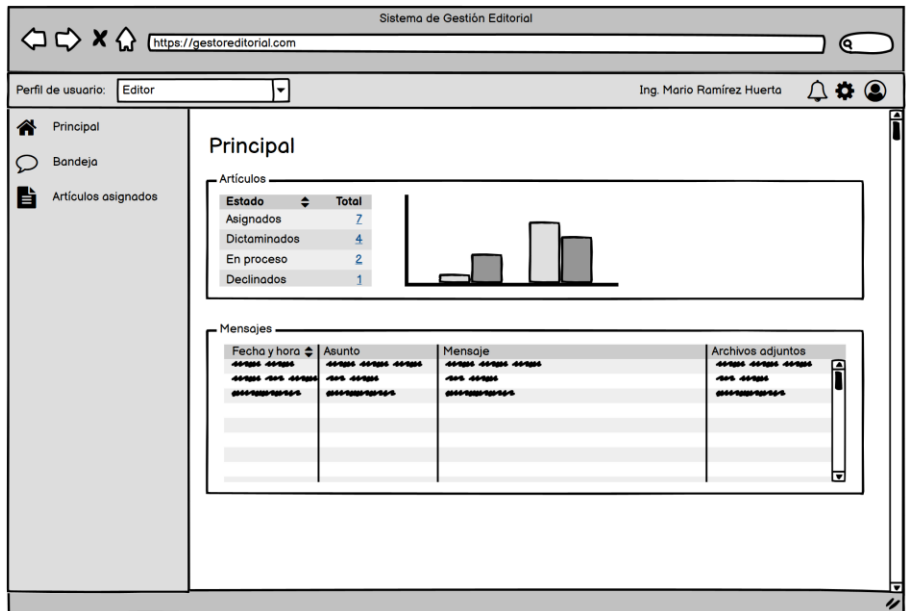 Sistema de Gestión Editorial
https://gestoreditorial.com
Perfil de usuario: Editor Ing. Mario Ramírez Huerta
Principal
Bandeja
Artículos asignados
Principal
Artículos
Estado Total
Asignados 7
Dictaminados 4
En proceso 2
Declinados 1
Mensajes
Fecha y hora Asunto Mensaje Archivos adjuntos